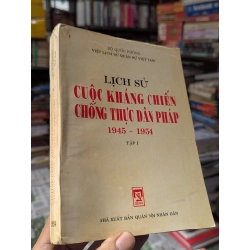 BỘ QUỐC PHÒNG
VIỆN LỊCH SỬ QUÂN SỰ VIỆT NAM
LỊCH SỬ
CUỘC KHÁNG CHIẾN
CHỐNG THỰC DÂN PHÁP
1945 - 1954
TẬP 1
NHÀ XUẤT BẢN QUÂN ĐỘI NHÂN DÂN